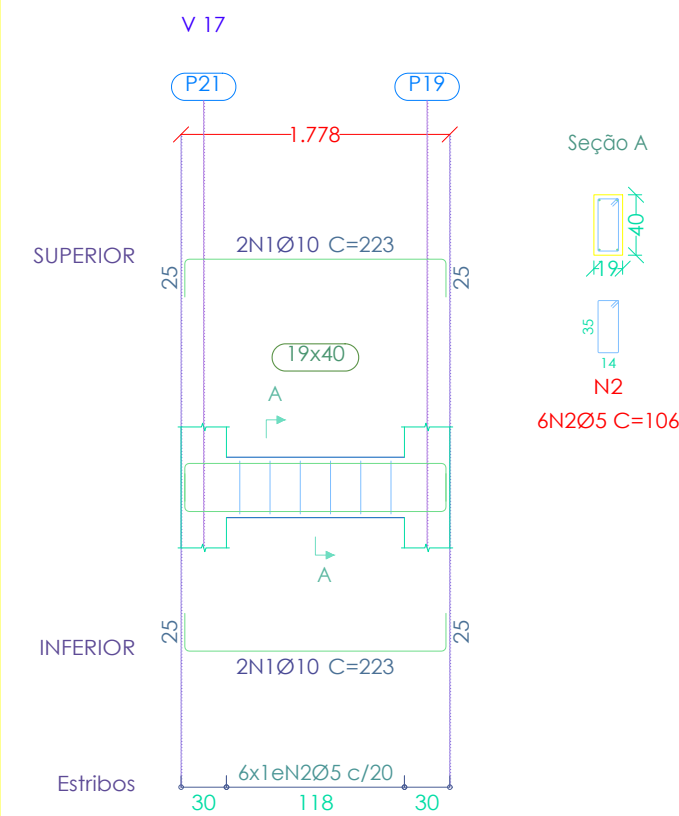 V 17
P21 P19
1.778
Seção A
40
19
SUPERIOR
2N1Ø10 C=223
25 25
35
14
N2
6N2Ø5 C=106
19x40
A
A
INFERIOR
25 25
2N1Ø10 C=223
Estribos
6x1eN2Ø5 c/20
30 118 30